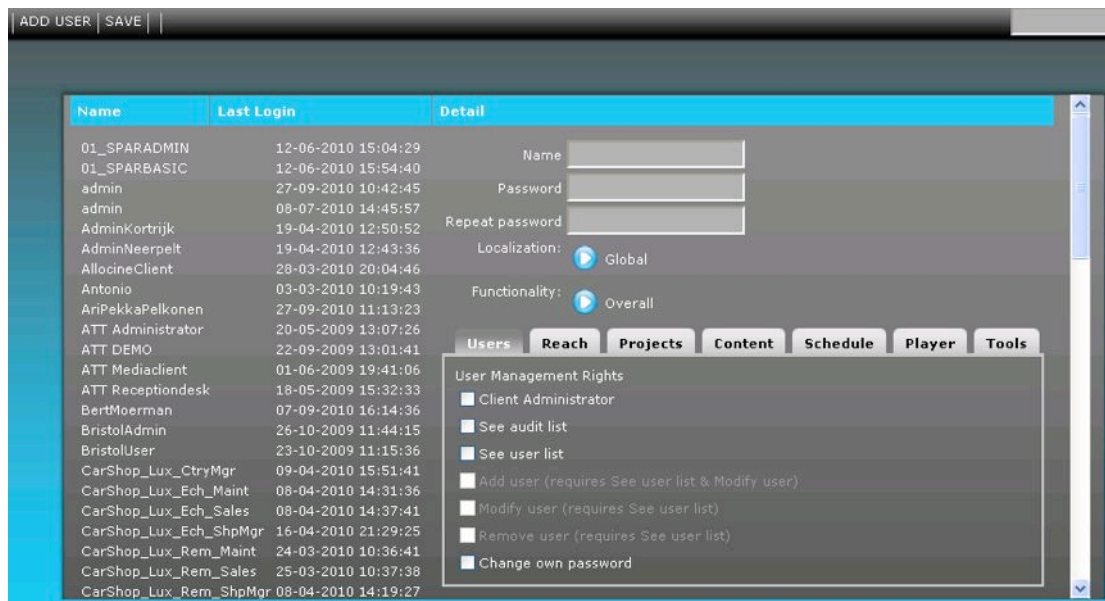 ADD USER SAVE
Name Last Login Detail
01_SPARADMIN 12-06-2010 15:04:29
01_SPARBASIC 12-06-2010 15:54:40
admin 27-09-2010 10:42:45
admin 08-07-2010 14:45:57
AdminKortrijk 19-04-2010 12:50:52
AdminNeerpelt 19-04-2010 12:43:36
AllocineClient 28-03-2010 20:04:46
Antonio 03-03-2010 10:19:43
AriPekkaPelkonen 27-09-2010 11:13:23
ATT Administrator 20-05-2009 13:07:26
ATT DEMO 22-09-2009 13:01:41
ATT Mediaclient 01-06-2009 19:41:06
ATT Receptiondesk 18-05-2009 15:32:33
BertMoerman 07-09-2010 16:14:36
BristolAdmin 26-10-2009 11:44:15
BristolUser 23-10-2009 11:15:36
CarShop_Lux_CtryMgr 09-04-2010 15:51:41
CarShop_Lux_Ech_Maint 08-04-2010 14:31:36
CarShop_Lux_Ech_Sales 08-04-2010 14:37:41
CarShop_Lux_Ech_ShpMgr 16-04-2010 21:29:25
CarShop_Lux_Rem_Maint 24-03-2010 10:36:41
CarShop_Lux_Rem_Sales 25-03-2010 10:37:38
CarShop_Lux_Rem_ShpMgr 08-04-2010 14:19:27
Name
Password
Repeat password
Localization: Global
Functionality: Overall
Users Reach Projects Content Schedule Player Tools
User Management Rights
Client Administrator
See audit list
See user list
Add user (requires See user list & Modify user)
Modify user (requires See user list)
Remove user (requires See user list)
Change own password